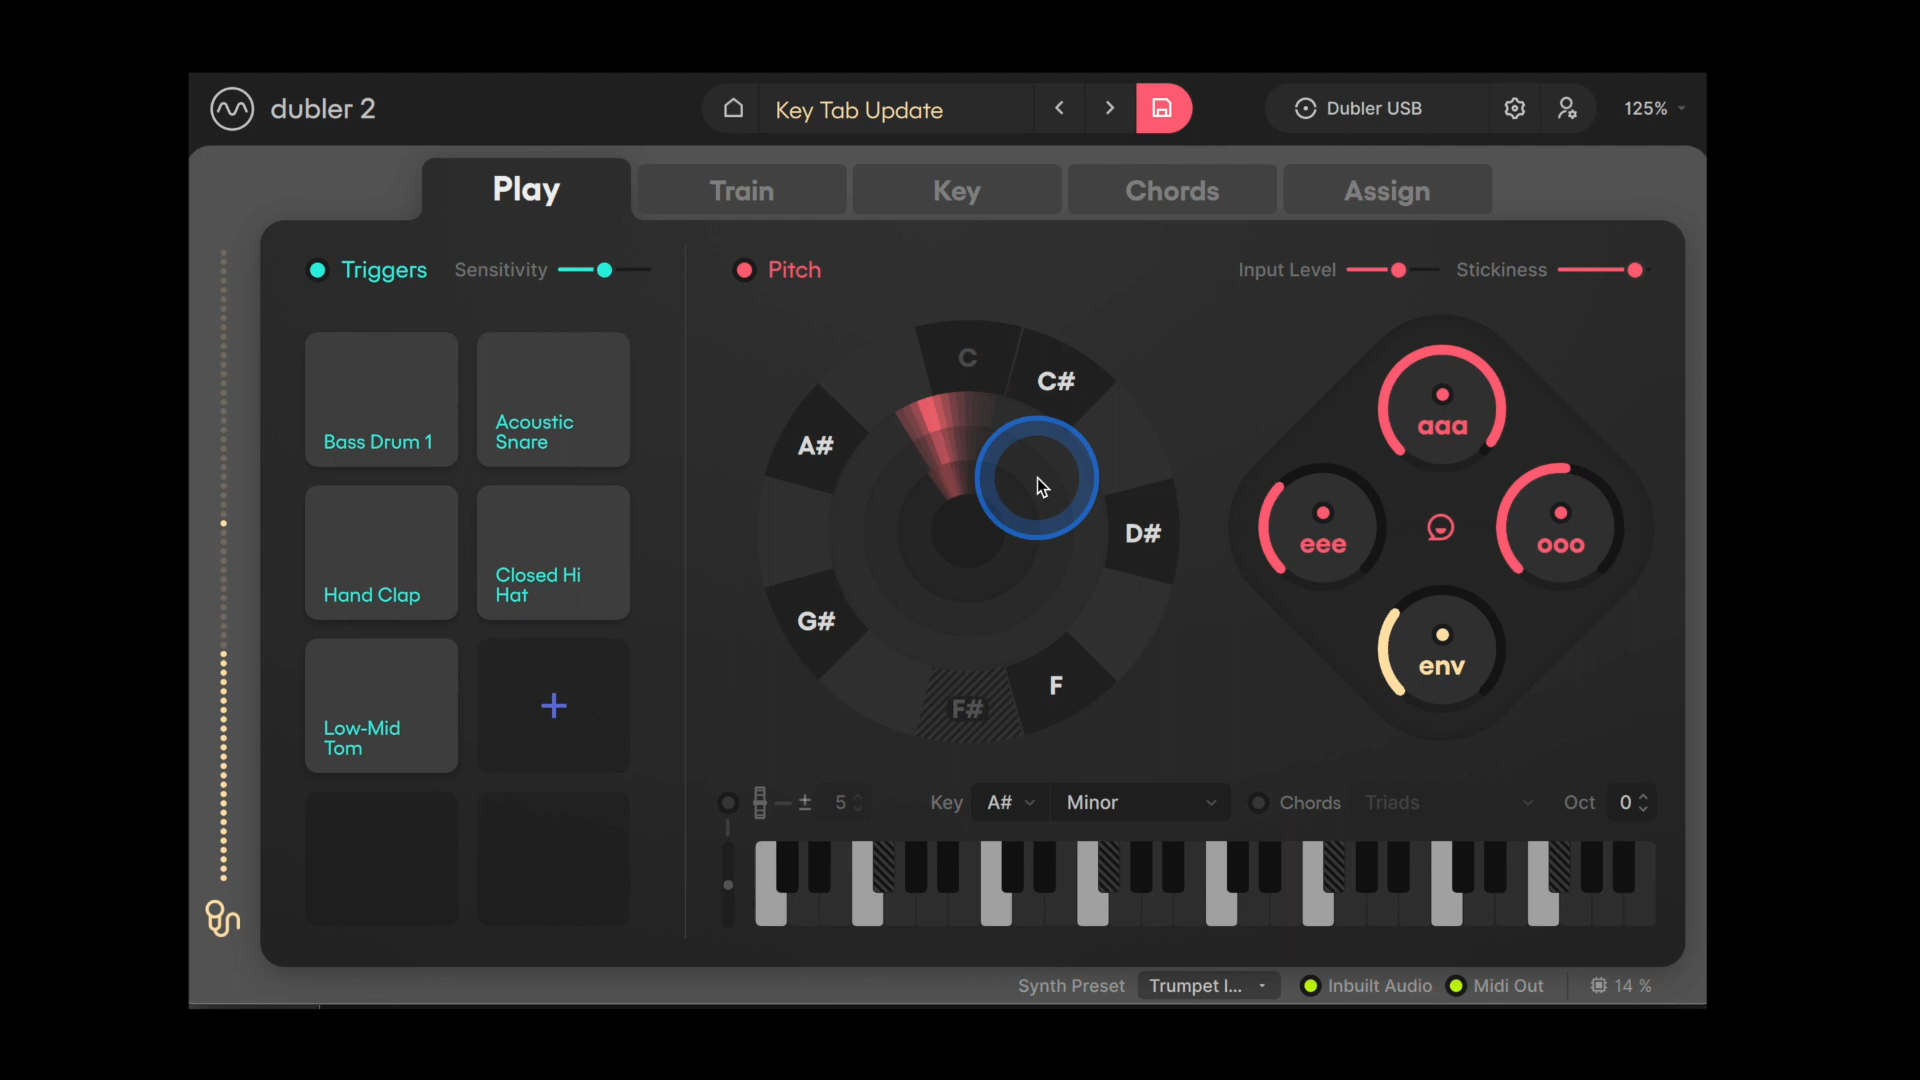 dubler 2
Key Tab Update
Dubler USB
125%
Play
Train
Key
Chords
Assign
Triggers
Sensitivity
Pitch
Input Level
Stickiness
Bass Drum 1
Acoustic
Snare
Hand Clap
Closed Hi
Hat
Low-Mid
Tom
+
C
C#
A#
D#
G#
F
F#
aaa
eee
ooo
env
± 5
Key
A#
Minor
Chords
Triads
Oct
0
Synth Preset
Trumpet I...
Inbuilt Audio
Midi Out
14 %